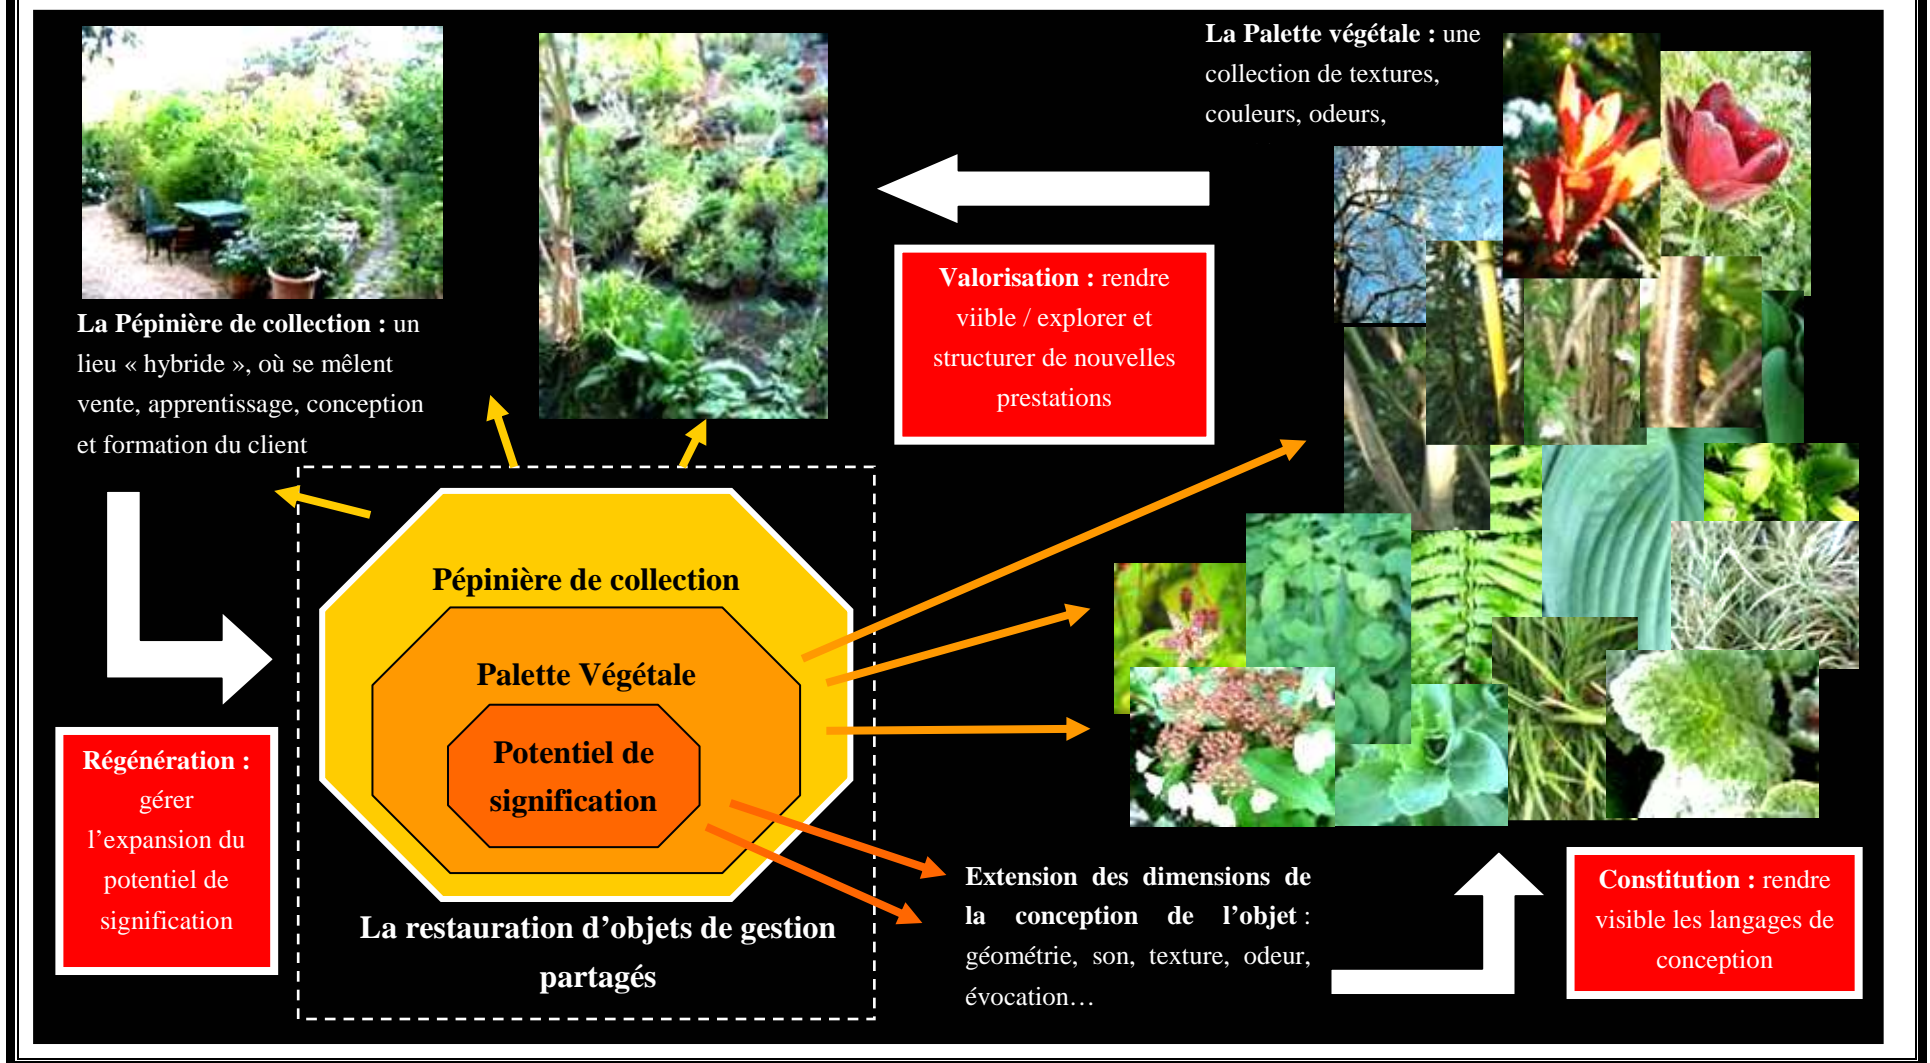 La Palette végétale : une
collection de textures,
couleurs, odeurs,
La Pépinière de collection : un
lieu « hybride », où se mêlent
vente, apprentissage, conception
et formation du client
Valorisation : rendre
viible / explorer et
structurer de nouvelles
prestations
Pépinière de collection
Palette Végétale
Potentiel de
signification
La restauration d’objets de gestion
partagés
Régénération :
gérer
l’expansion du
potentiel de
signification
Extension des dimensions de
la conception de l’objet :
géométrie, son, texture, odeur,
évocation…
Constitution : rendre
visible les langages de
conception